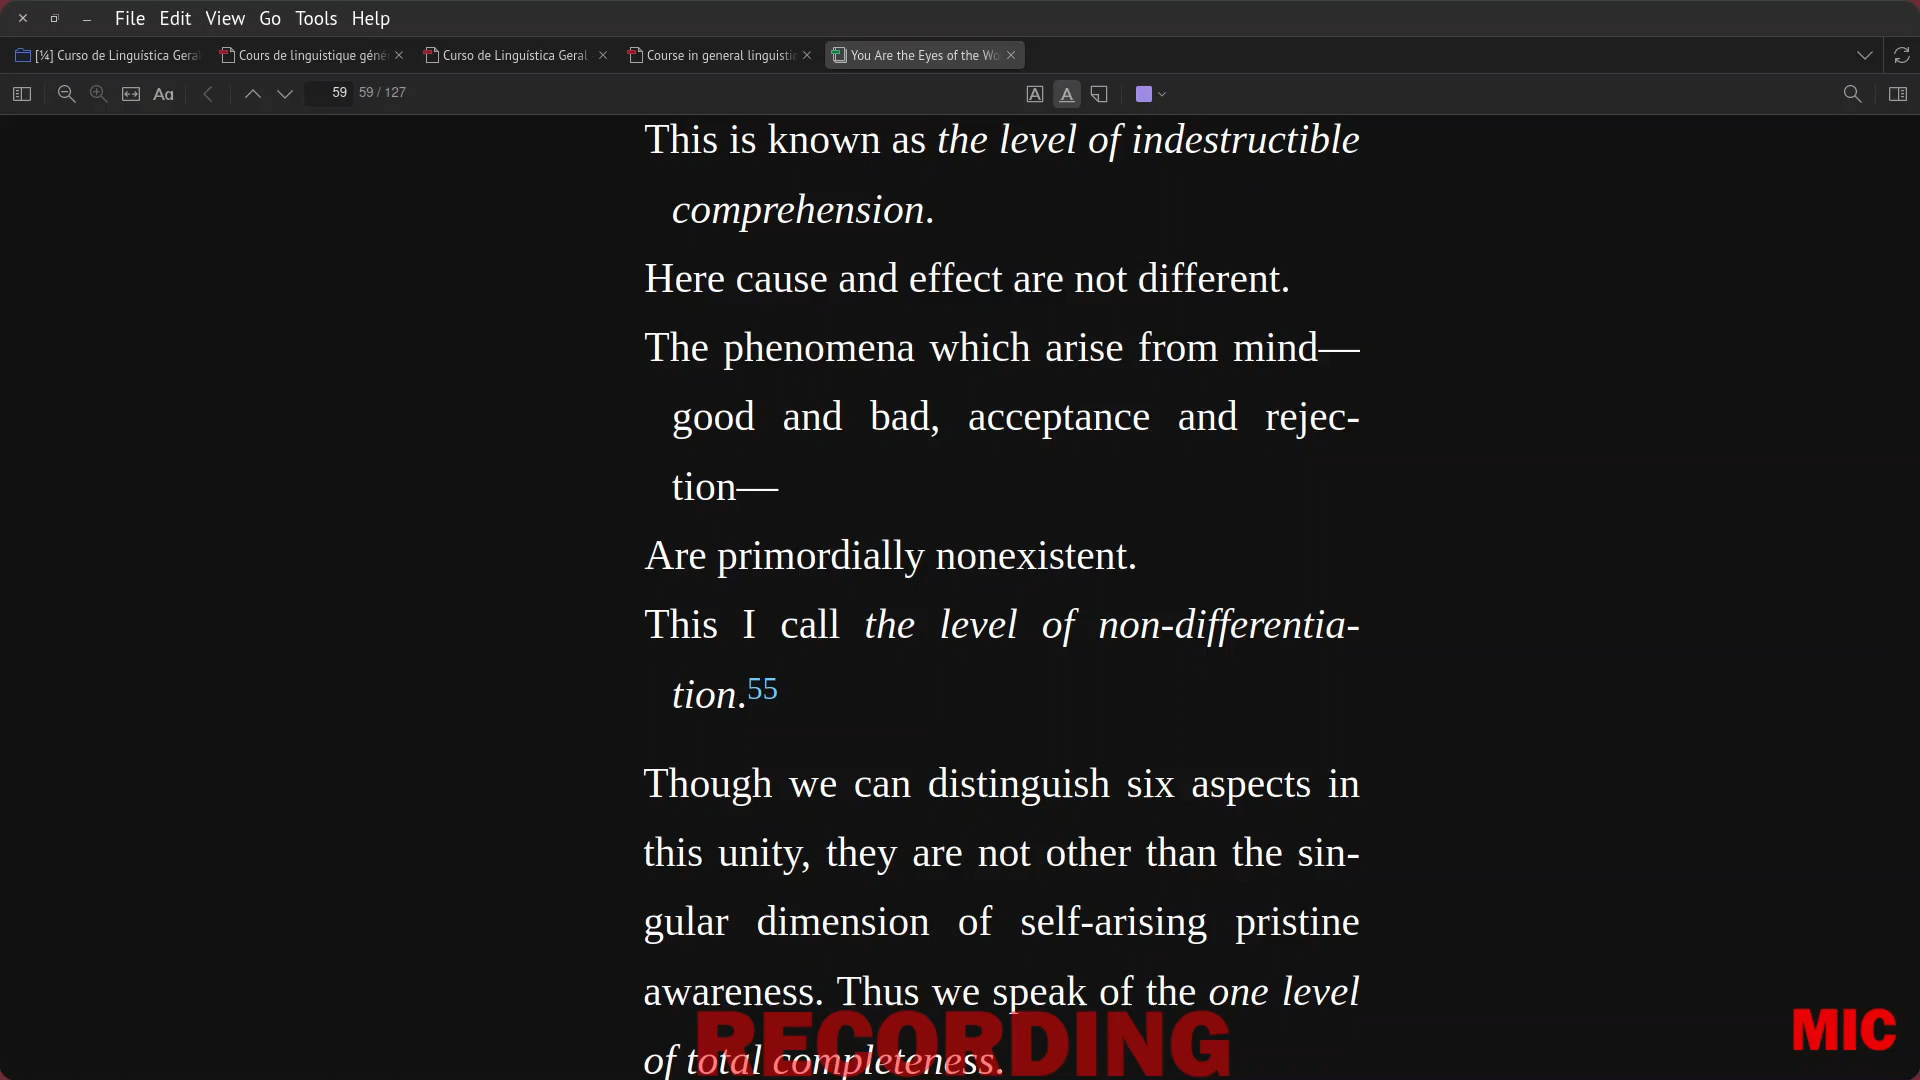 File Edit View Go Tools Help
[¼] Curso de Linguística Gera
Cours de linguistique géné
Curso de Linguística Geral
Course in general linguistic
You Are the Eyes of the Wo
Aa
59
59 / 127
This is known as the level of indestructible
comprehension.
Here cause and effect are not different.
The phenomena which arise from mind—
good and bad, acceptance and rejec-
tion—
Are primordially nonexistent.
This I call the level of non-differentia-
tion.55
Though we can distinguish six aspects in
this unity, they are not other than the sin-
gular dimension of self-arising pristine
awareness. Thus we speak of the one level
of total completeness.
RECORDING
MIC